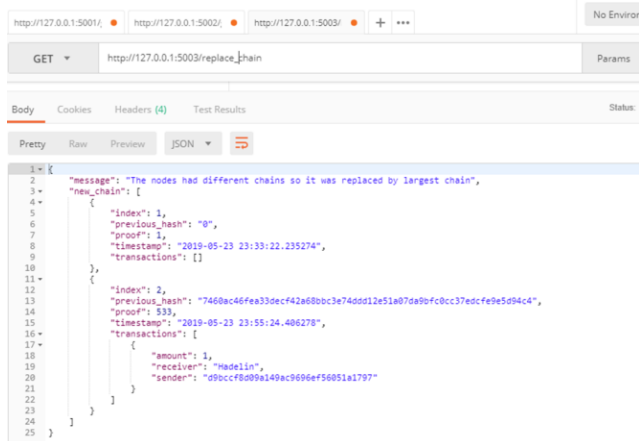 http://127.0.0.1:5001/; http://127.0.0.1:5002/; http://127.0.0.1:5003/ + ••• No Environ
GET http://127.0.0.1:5003/replace_chain Params
Body Cookies Headers (4) Test Results Status:
Pretty Raw Preview JSON
1 {
2 "message": "The nodes had different chains so it was replaced by largest chain",
3 "new_chain": [
4 {
5 "index": 1,
6 "previous_hash": "0",
7 "proof": 1,
8 "timestamp": "2019-05-23 23:33:22.235274",
9 "transactions": []
10 },
11 {
12 "index": 2,
13 "previous_hash": "7460ac46fea33decf42a68bbc3e74ddd12e51a07da9bfc0cc37edcfe9e5d94c4",
14 "proof": 533,
15 "timestamp": "2019-05-23 23:55:24.406278",
16 "transactions": [
17 {
18 "amount": 1,
19 "receiver": "Hadelin",
20 "sender": "d9bccf8d09a149ac9696ef56051a1797"
21 }
22 ]
23 }
24 ]
25 }